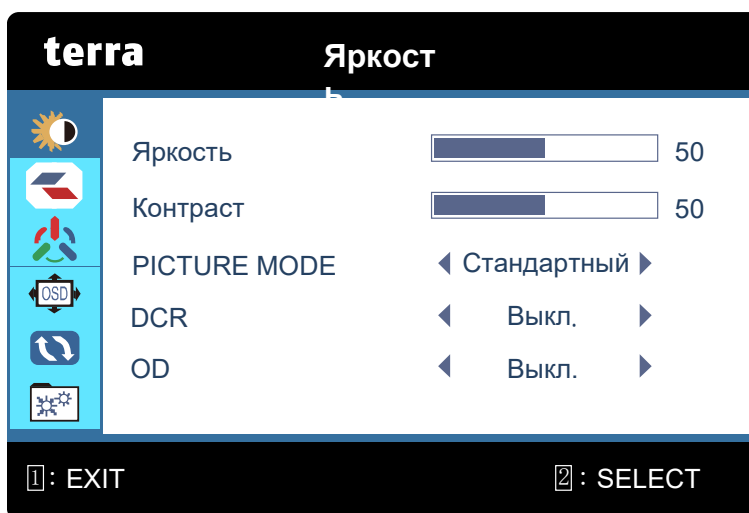 terra
Яркост
ь
Яркость 50
Контраст 50
PICTURE MODE Стандартный
DCR Выкл.
OSD
OD Выкл.
1: EXIT 2: SELECT